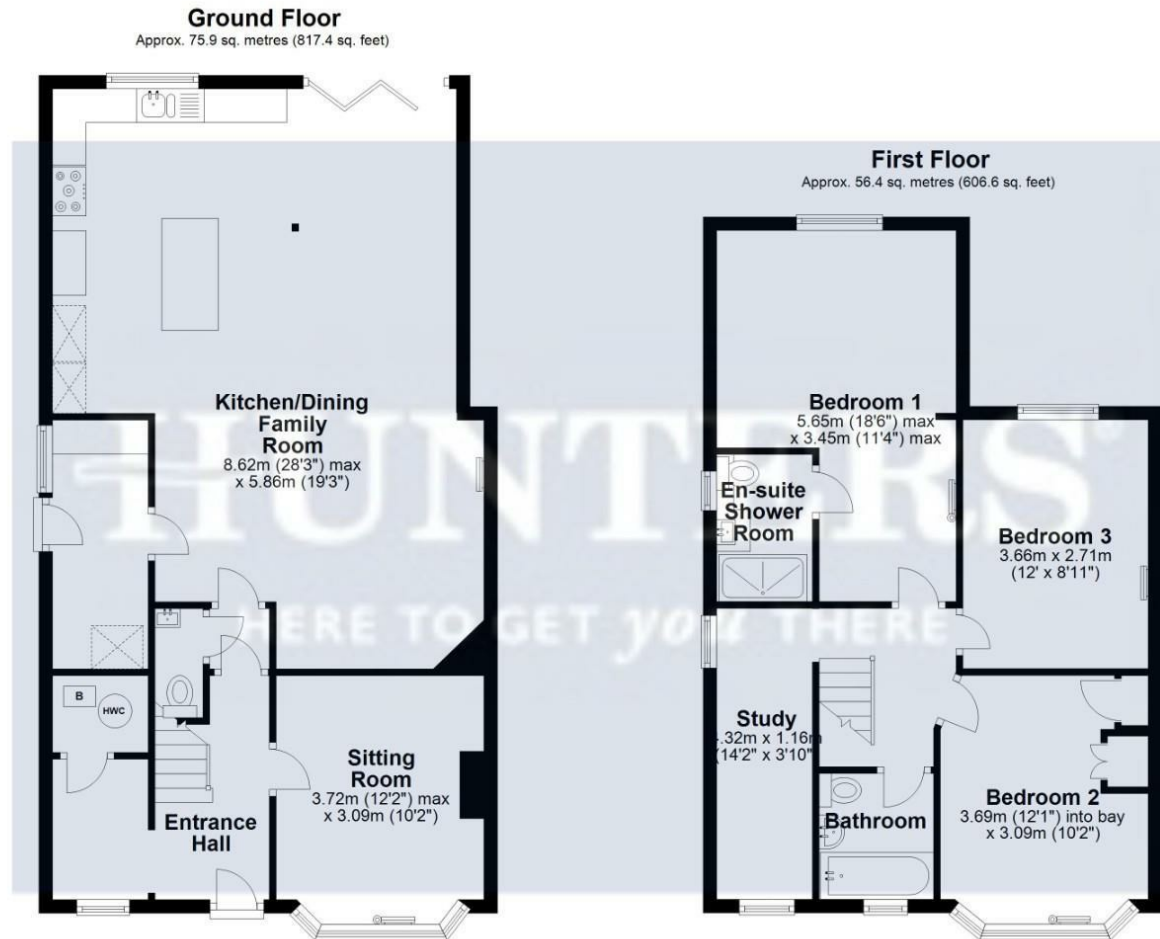 Ground Floor
Approx. 75.9 sq. metres (817.4 sq. feet)
First Floor
Approx. 56.4 sq. metres (606.6 sq. feet)
Kitchen/Dining
Family
Room
8.62m (28'3") max
x 5.86m (19'3")
Bedroom 1
5.65m (18'6") max
x 3.45m (11'4") max
HUNTERS
En-suite
Shower
Room
Bedroom 3
3.66m x 2.71m
(12' x 8'11")
HERE TO GET you THERE
B
HWC
Sitting
Room
3.72m (12'2") max
x 3.09m (10'2")
Entrance
Hall
Study
.32m x 1.16m
(14'2" x 3'10")
Bathroom
Bedroom 2
3.69m (12'1") into bay
x 3.09m (10'2")